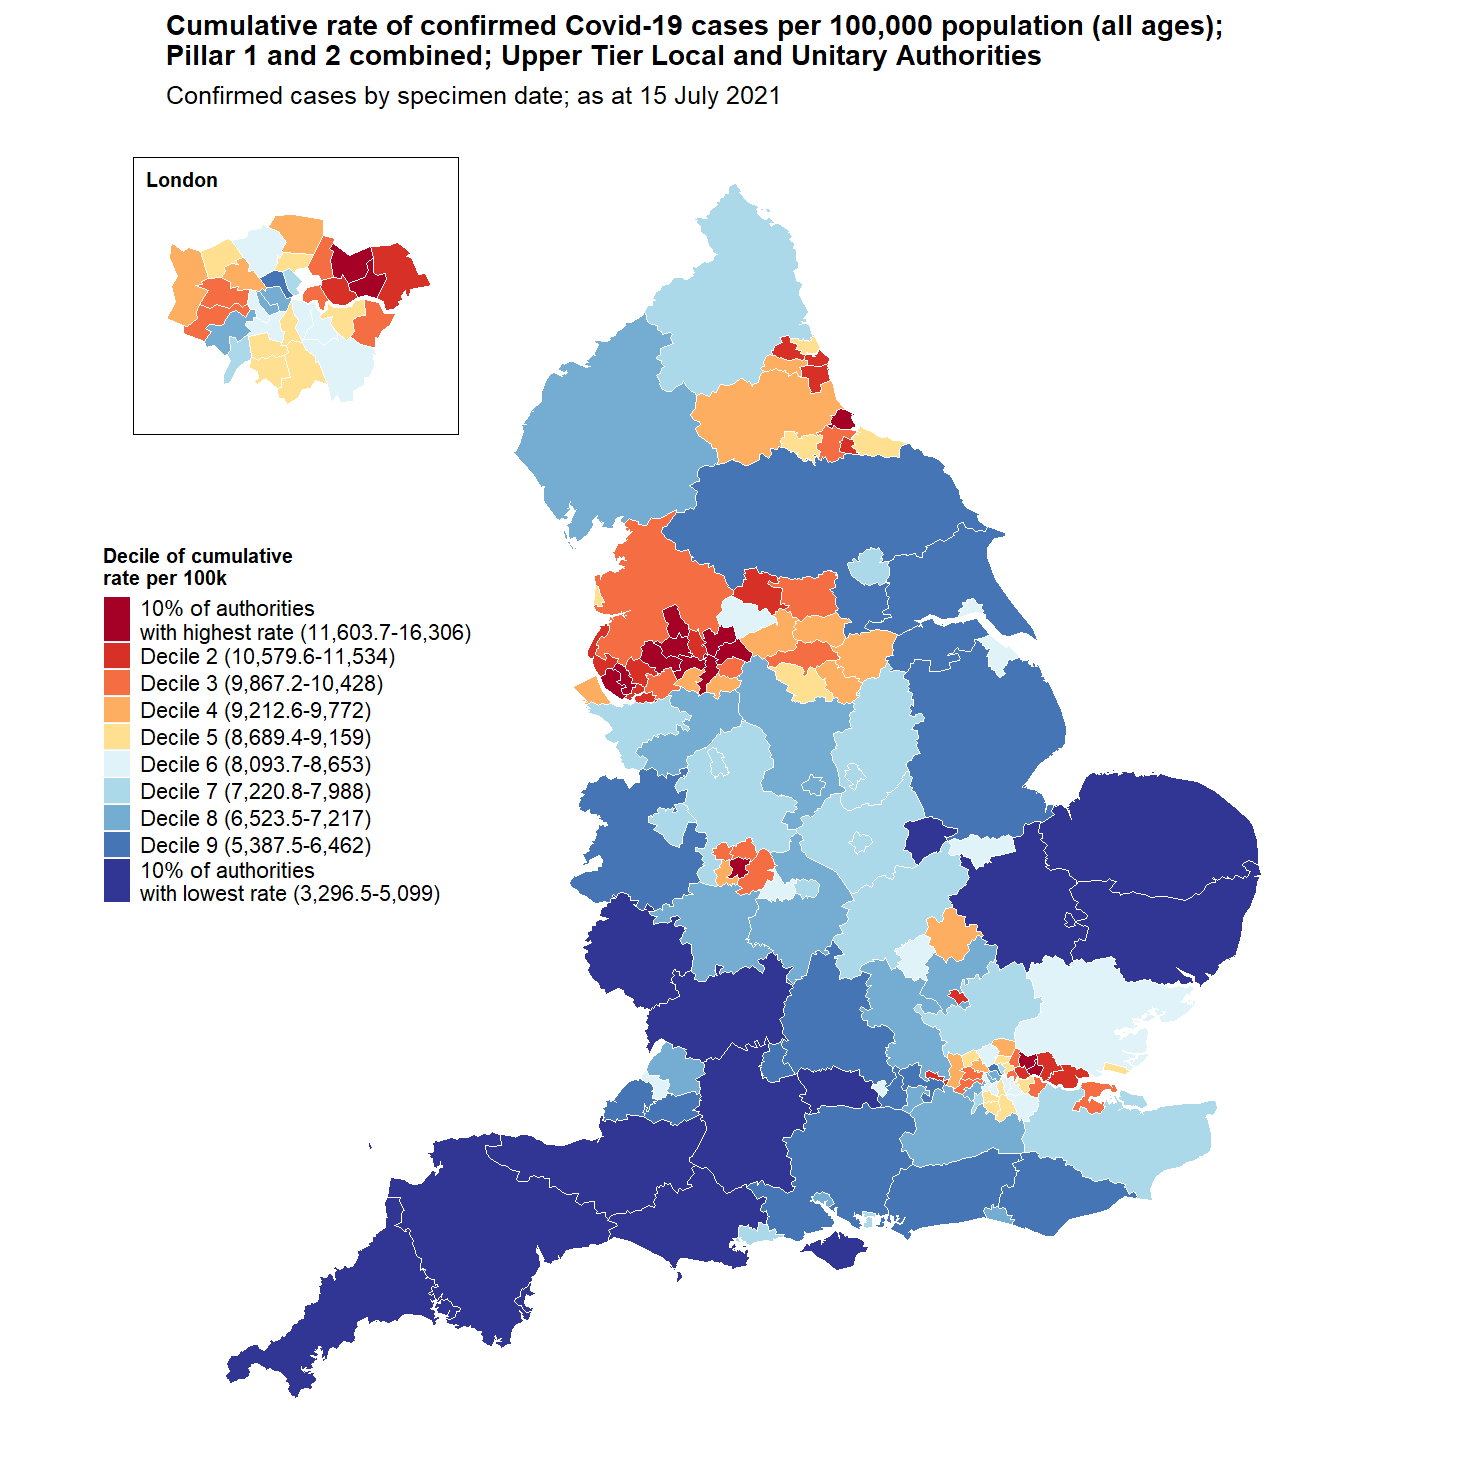 Cumulative rate of confirmed Covid-19 cases per 100,000 population (all ages);
Pillar 1 and 2 combined; Upper Tier Local and Unitary Authorities
Confirmed cases by specimen date; as at 15 July 2021
London
Decile of cumulative
rate per 100k
10% of authorities
with highest rate (11,603.7-16,306)
Decile 2 (10,579.6-11,534)
Decile 3 (9,867.2-10,428)
Decile 4 (9,212.6-9,772)
Decile 5 (8,689.4-9,159)
Decile 6 (8,093.7-8,653)
Decile 7 (7,220.8-7,988)
Decile 8 (6,523.5-7,217)
Decile 9 (5,387.5-6,462)
10% of authorities
with lowest rate (3,296.5-5,099)